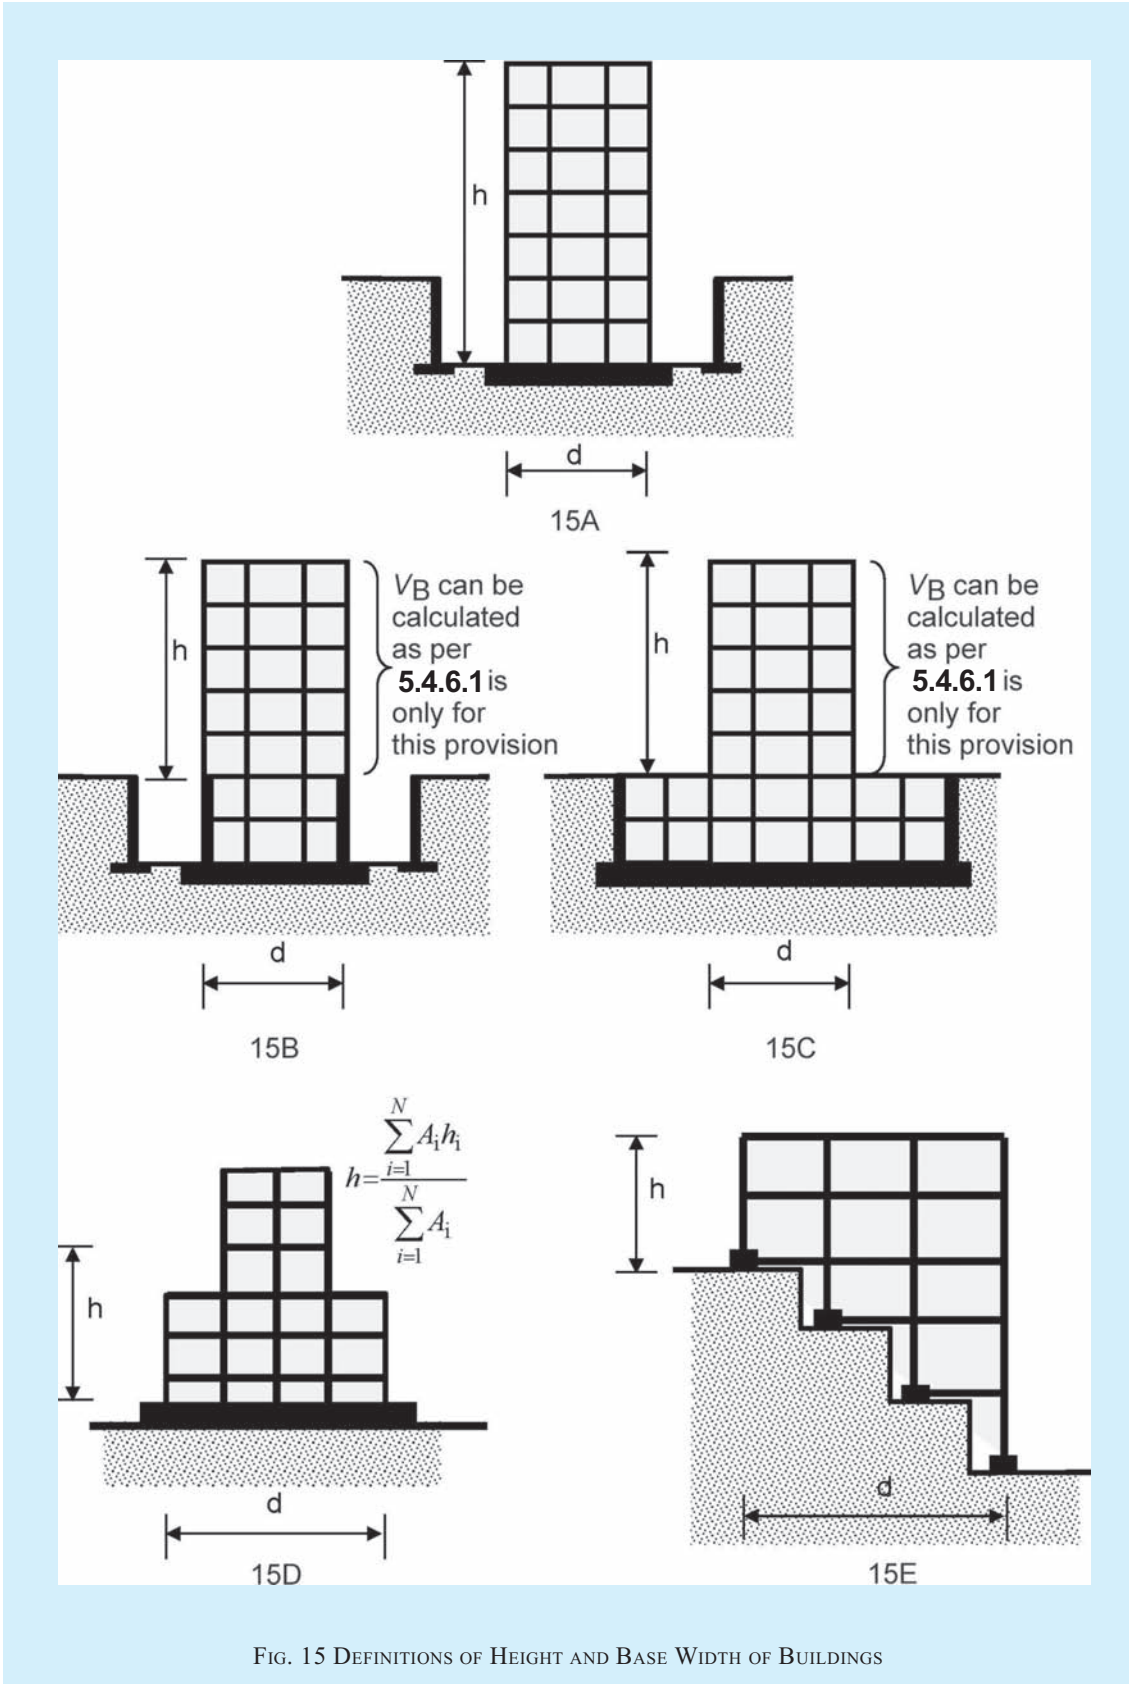 h
d
15A
h
VB can be
calculated
as per
5.4.6.1 is
only for
this provision
d
15B
h
VB can be
calculated
as per
5.4.6.1 is
only for
this provision
d
15C
h
h=
N
∑ Aihi
i=1
N
∑ Ai
i=1
d
15D
h
d
15E
FIG. 15 DEFINITIONS OF HEIGHT AND BASE WIDTH OF BUILDINGS